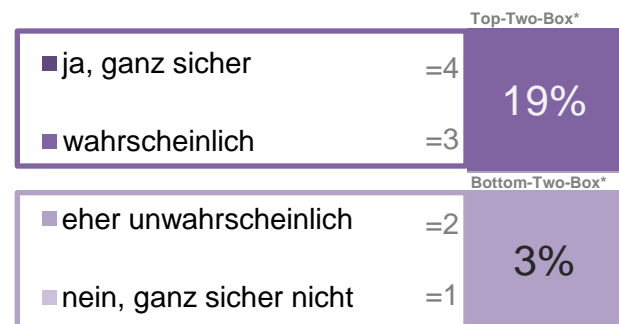 Top-Two-Box*
ja, ganz sicher =4
19%
wahrscheinlich =3
Bottom-Two-Box*
eher unwahrscheinlich =2
3%
nein, ganz sicher nicht =1